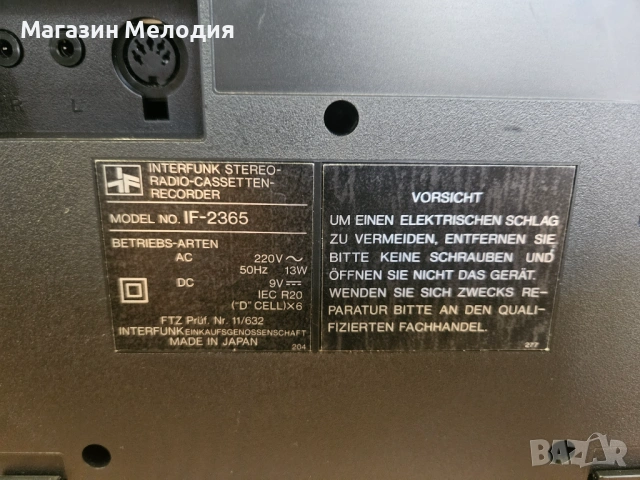 Магазин Мелодия
R L
INTERFUNK STEREO-
RADIO-CASSETTEN-
RECORDER
MODEL NO. IF-2365
BETRIEBS-ARTEN
AC 220V ~
50Hz 13W
DC 9V ⎓
IEC R20
("D" CELL)×6
FTZ Prüf. Nr. 11/632
INTERFUNK EINKAUFSGENOSSENSCHAFT
MADE IN JAPAN 204
VORSICHT
UM EINEN ELEKTRISCHEN SCHLAG
ZU VERMEIDEN, ENTFERNEN SIE
BITTE KEINE SCHRAUBEN UND
ÖFFNEN SIE NICHT DAS GERÄT.
WENDEN SIE SICH ZWECKS RE-
PARATUR BITTE AN DEN QUALI-
FIZIERTEN FACHHANDEL.
277
BAZAR